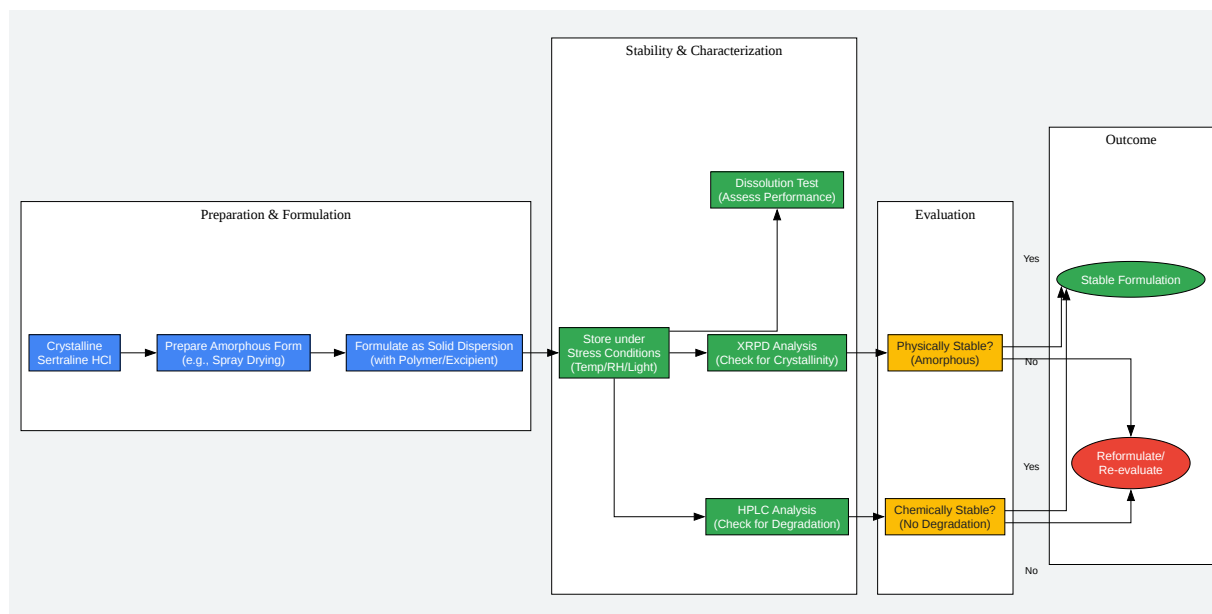 Preparation & Formulation
Crystalline
Sertraline HCl
Prepare Amorphous Form
(e.g., Spray Drying)
Formulate as Solid Dispersion
(with Polymer/Excipient)
Stability & Characterization
Dissolution Test
(Assess Performance)
Store under
Stress Conditions
(Temp/RH/Light)
XRPD Analysis
(Check for Crystallinity)
HPLC Analysis
(Check for Degradation)
Evaluation
Physically Stable?
(Amorphous)
Chemically Stable?
(No Degradation)
Yes
No
Yes
No
Outcome
Stable Formulation
Reformulate/
Re-evaluate